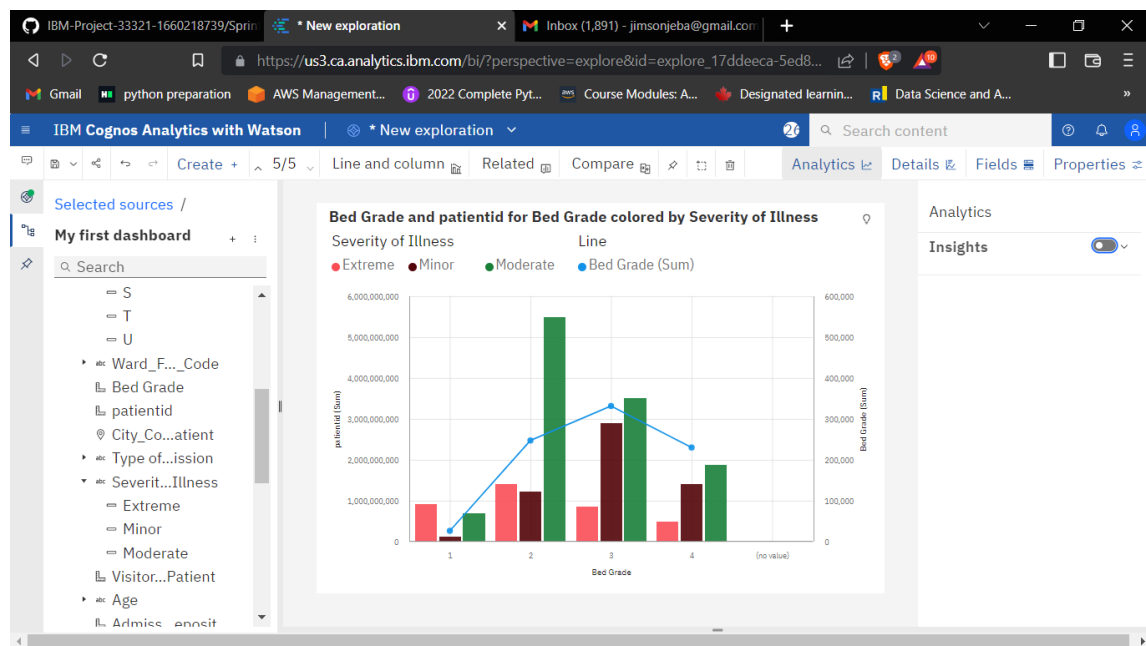 IBM-Project-33321-1660218739/Sprin
* New exploration
Inbox (1,891) - jimsonjeba@gmail.com
https://us3.ca.analytics.ibm.com/bi/?perspective=explore&id=explore_17ddeeca-5ed8...
2
10
Gmail
python preparation
AWS Management...
2022 Complete Pyt...
Course Modules: A...
Designated learnin...
Data Science and A...
»
IBM Cognos Analytics with Watson
* New exploration
26
Search content
Create +
5/5
Line and column
Related
Compare
Analytics
Details
Fields
Properties
Selected sources /
My first dashboard
Search
S
T
U
abc Ward_F..._Code
Bed Grade
patientid
City_Co...atient
abc Type of...ission
abc Severit...Illness
Extreme
Minor
Moderate
Visitor...Patient
abc Age
Admiss...eposit
Bed Grade and patientid for Bed Grade colored by Severity of Illness
Severity of Illness
Line
Extreme
Minor
Moderate
Bed Grade (Sum)
6,000,000,000
5,000,000,000
4,000,000,000
3,000,000,000
2,000,000,000
1,000,000,000
0
patientid (Sum)
600,000
500,000
400,000
300,000
200,000
100,000
0
Bed Grade (Sum)
1
2
3
4
(no value)
Bed Grade
Analytics
Insights